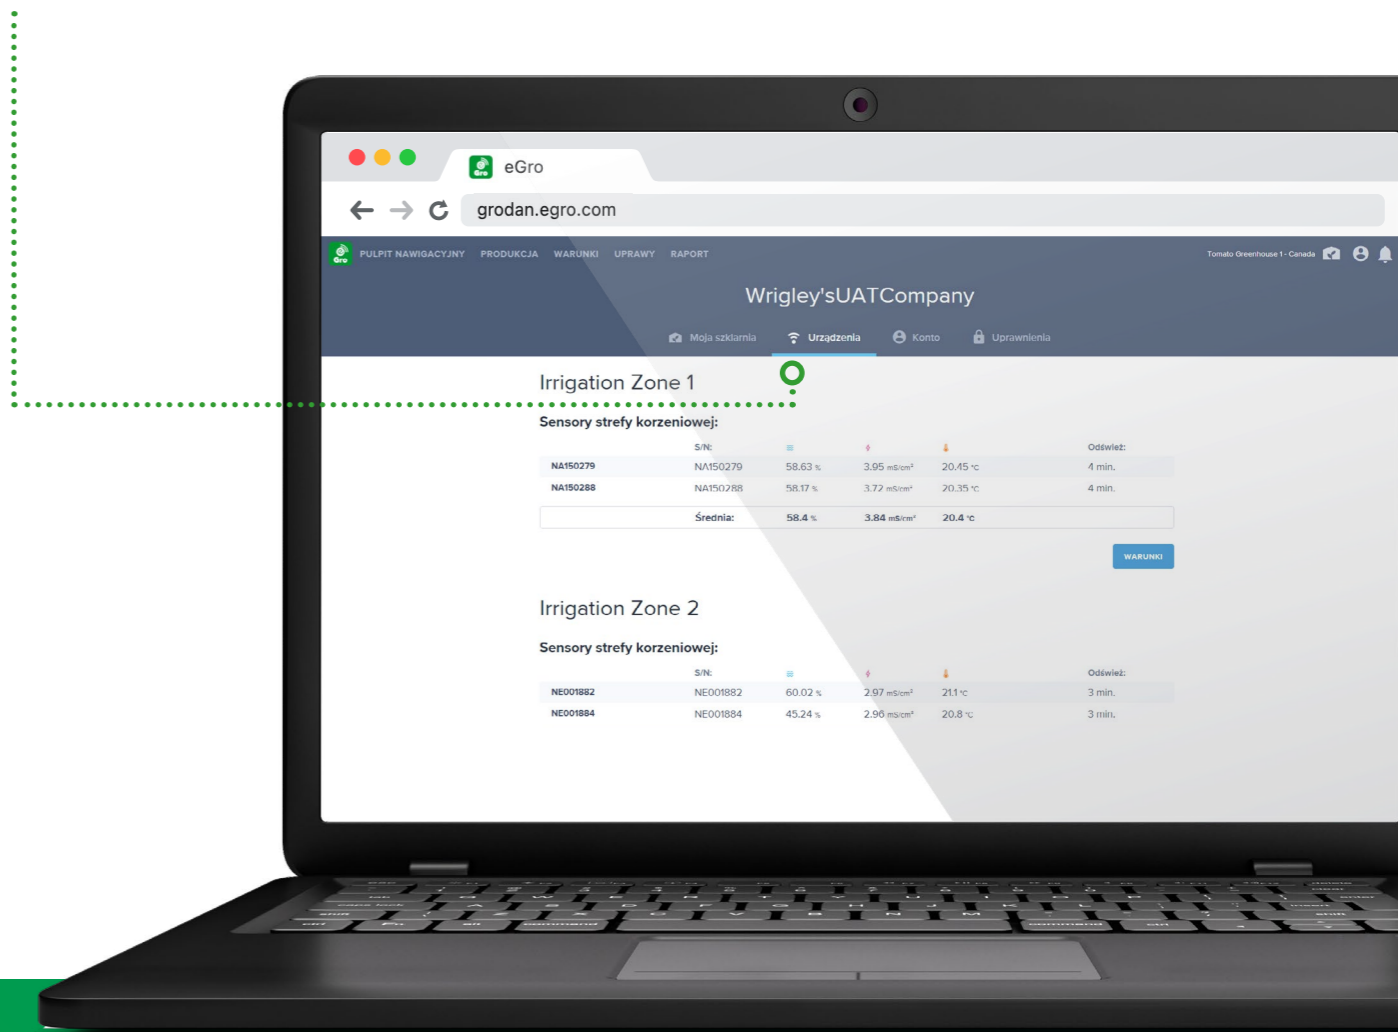 eGro
grodan.egro.com
Gro PULPIT NAWIGACYJNY PRODUKCJA WARUNKI UPRAWY RAPORT Tomato Greenhouse 1 - Canada
Wrigley'sUATCompany
Moja szklarnia Urządzenia Konto Uprawnienia
Irrigation Zone 1
Sensory strefy korzeniowej:
S/N: Odśwież:
NA150279 NA150279 58.63 % 3.95 mS/cm² 20.45 °C 4 min.
NA150288 NA150288 58.17 % 3.72 mS/cm² 20.35 °C 4 min.
Średnia: 58.4 % 3.84 mS/cm² 20.4 °C
WARUNKI
Irrigation Zone 2
Sensory strefy korzeniowej:
S/N: Odśwież:
NE001882 NE001882 60.02 % 2.97 mS/cm² 21.1 °C 3 min.
NE001884 NE001884 45.24 % 2.96 mS/cm² 20.8 °C 3 min.